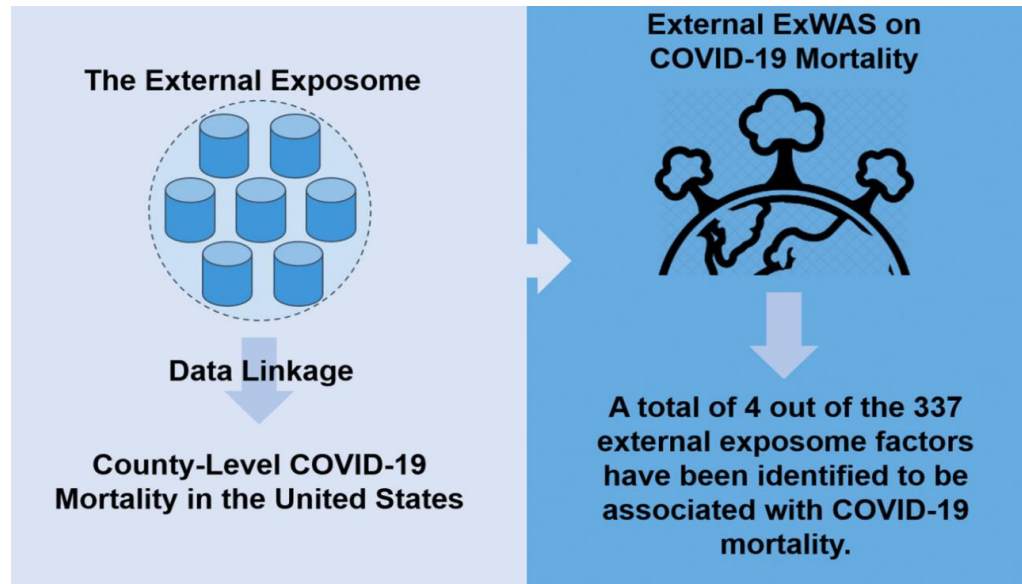 The External Exposome
Data Linkage
County-Level COVID-19
Mortality in the United States
External ExWAS on
COVID-19 Mortality
A total of 4 out of the 337
external exposome factors
have been identified to be
associated with COVID-19
mortality.